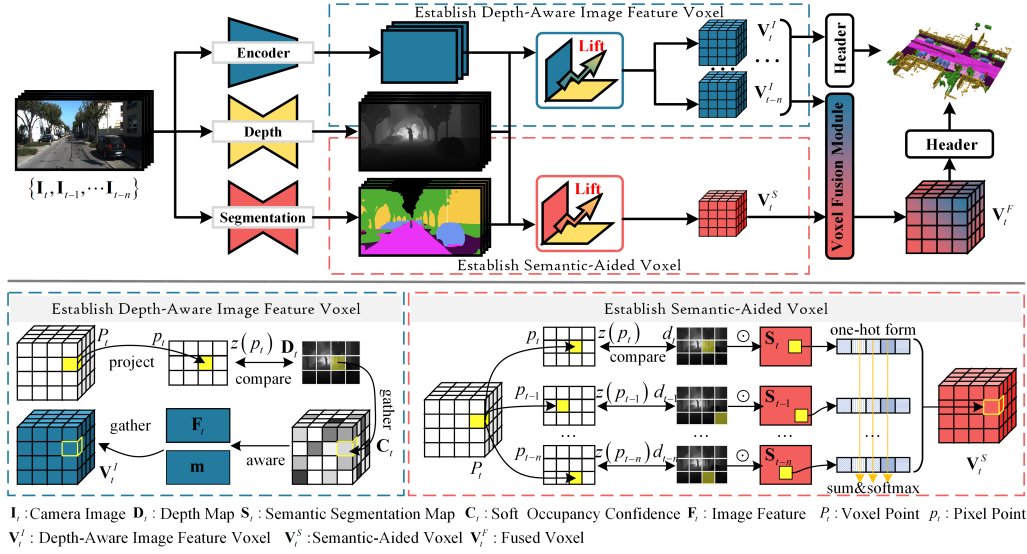 Establish Depth-Aware Image Feature Voxel
Encoder
Lift
V_t^I
...
V_{t-n}^I
Header
Depth
{I_t, I_{t-1}, ⋯I_{t-n}}
Segmentation
Lift
V_t^S
Voxel Fusion Module
Header
V_t^F
Establish Semantic-Aided Voxel
Establish Depth-Aware Image Feature Voxel
P_t
project
p_t
z(p_t)
compare
D_t
gather
C_t
aware
F_t
m
gather
V_t^I
Establish Semantic-Aided Voxel
P_t
p_t
z(p_t)
compare
d_t
⊙
S_t
one-hot form
p_{t-1}
z(p_{t-1})
d_{t-1}
⊙
S_{t-1}
...
...
...
p_{t-n}
z(p_{t-n})
d_{t-n}
⊙
S_{t-n}
sum&softmax
V_t^S
I_t : Camera Image D_t : Depth Map S_t : Semantic Segmentation Map C_t : Soft Occupancy Confidence F_t : Image Feature P_t : Voxel Point p_t : Pixel Point
V_t^I : Depth-Aware Image Feature Voxel V_t^S : Semantic-Aided Voxel V_t^F : Fused Voxel